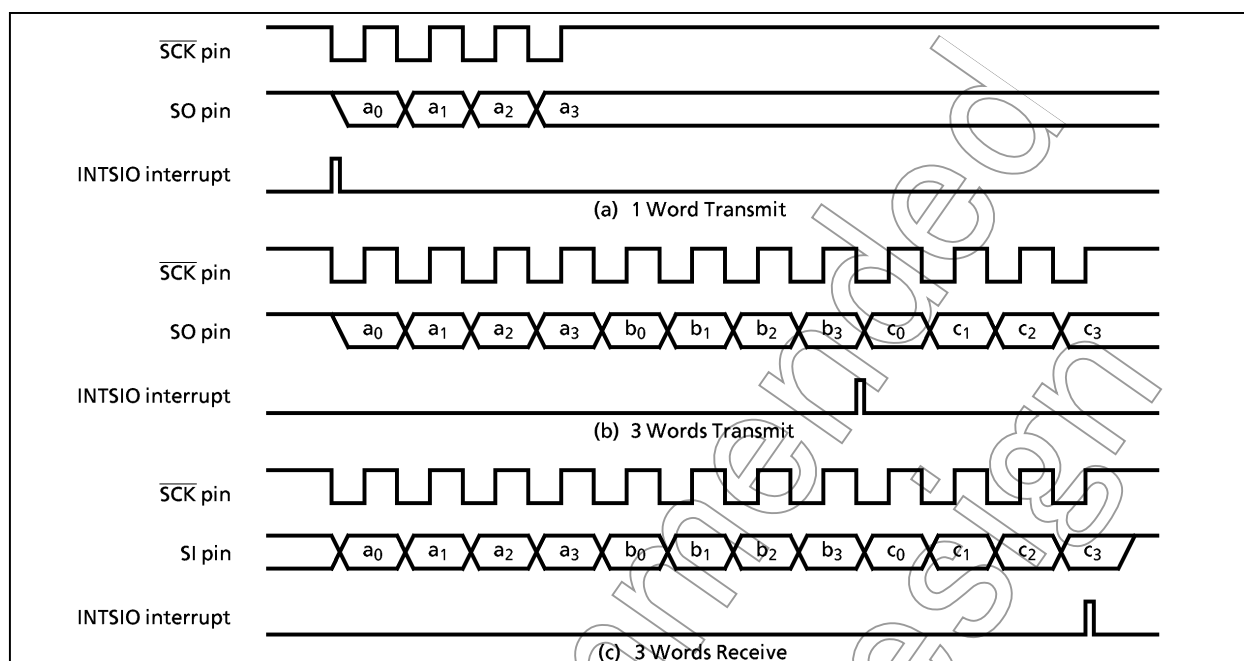 SCK pin
SO pin
a0 a1 a2 a3
INTSIO interrupt
(a) 1 Word Transmit
SCK pin
SO pin
a0 a1 a2 a3 b0 b1 b2 b3 c0 c1 c2 c3
INTSIO interrupt
(b) 3 Words Transmit
SCK pin
SI pin
a0 a1 a2 a3 b0 b1 b2 b3 c0 c1 c2 c3
INTSIO interrupt
(c) 3 Words Receive